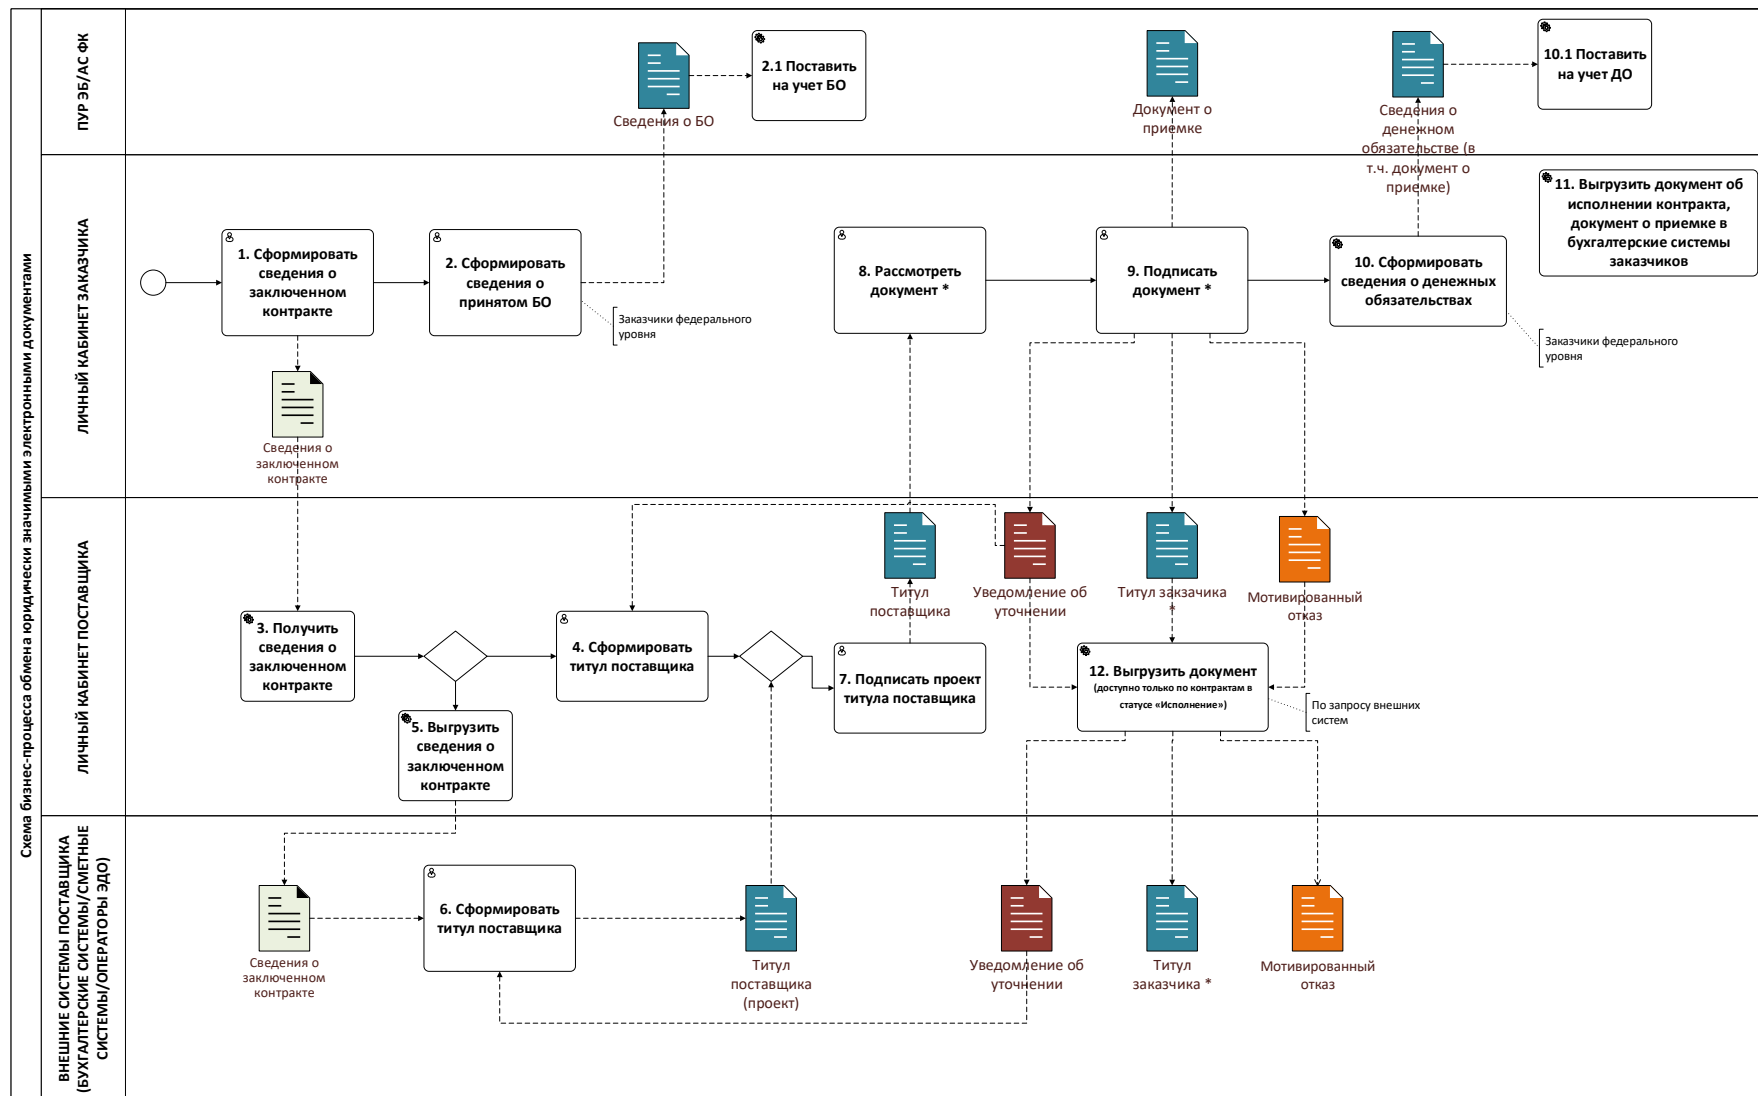 Схема бизнес-процесса обмена юридически значимыми электронными документами
ПУР ЭБ/АС ФК
Сведения о БО
2.1 Поставить
на учет БО
Документ о
приемке
Сведения о
денежном
обязательстве (в
т.ч. документ о
приемке)
10.1 Поставить
на учет ДО
ЛИЧНЫЙ КАБИНЕТ ЗАКАЗЧИКА
1. Сформировать
сведения о
заключенном
контракте
2. Сформировать
сведения о
принятом БО
Заказчики федерального
уровня
8. Рассмотреть
документ *
9. Подписать
документ *
10. Сформировать
сведения о денежных
обязательствах
Заказчики федерального
уровня
11. Выгрузить документ об
исполнении контракта,
документ о приемке в
бухгалтерские системы
заказчиков
Сведения о
заключенном
контракте
ЛИЧНЫЙ КАБИНЕТ ПОСТАВЩИКА
3. Получить
сведения о
заключенном
контракте
4. Сформировать
титул поставщика
5. Выгрузить
сведения о
заключенном
контракте
7. Подписать проект
титула поставщика
Титул
поставщика
Уведомление об
уточнении
Титул закзачика
*
Мотивированный
отказ
12. Выгрузить документ
(доступно только по контрактам в
статусе «Исполнение»)
По запросу внешних
систем
ВНЕШНИЕ СИСТЕМЫ ПОСТАВЩИКА
(БУХГАЛТЕРСКИЕ СИСТЕМЫ/СМЕТНЫЕ
СИСТЕМЫ/ОПЕРАТОРЫ ЭДО)
Сведения о
заключенном
контракте
6. Сформировать
титул поставщика
Титул
поставщика
(проект)
Уведомление об
уточнении
Титул
заказчика *
Мотивированный
отказ